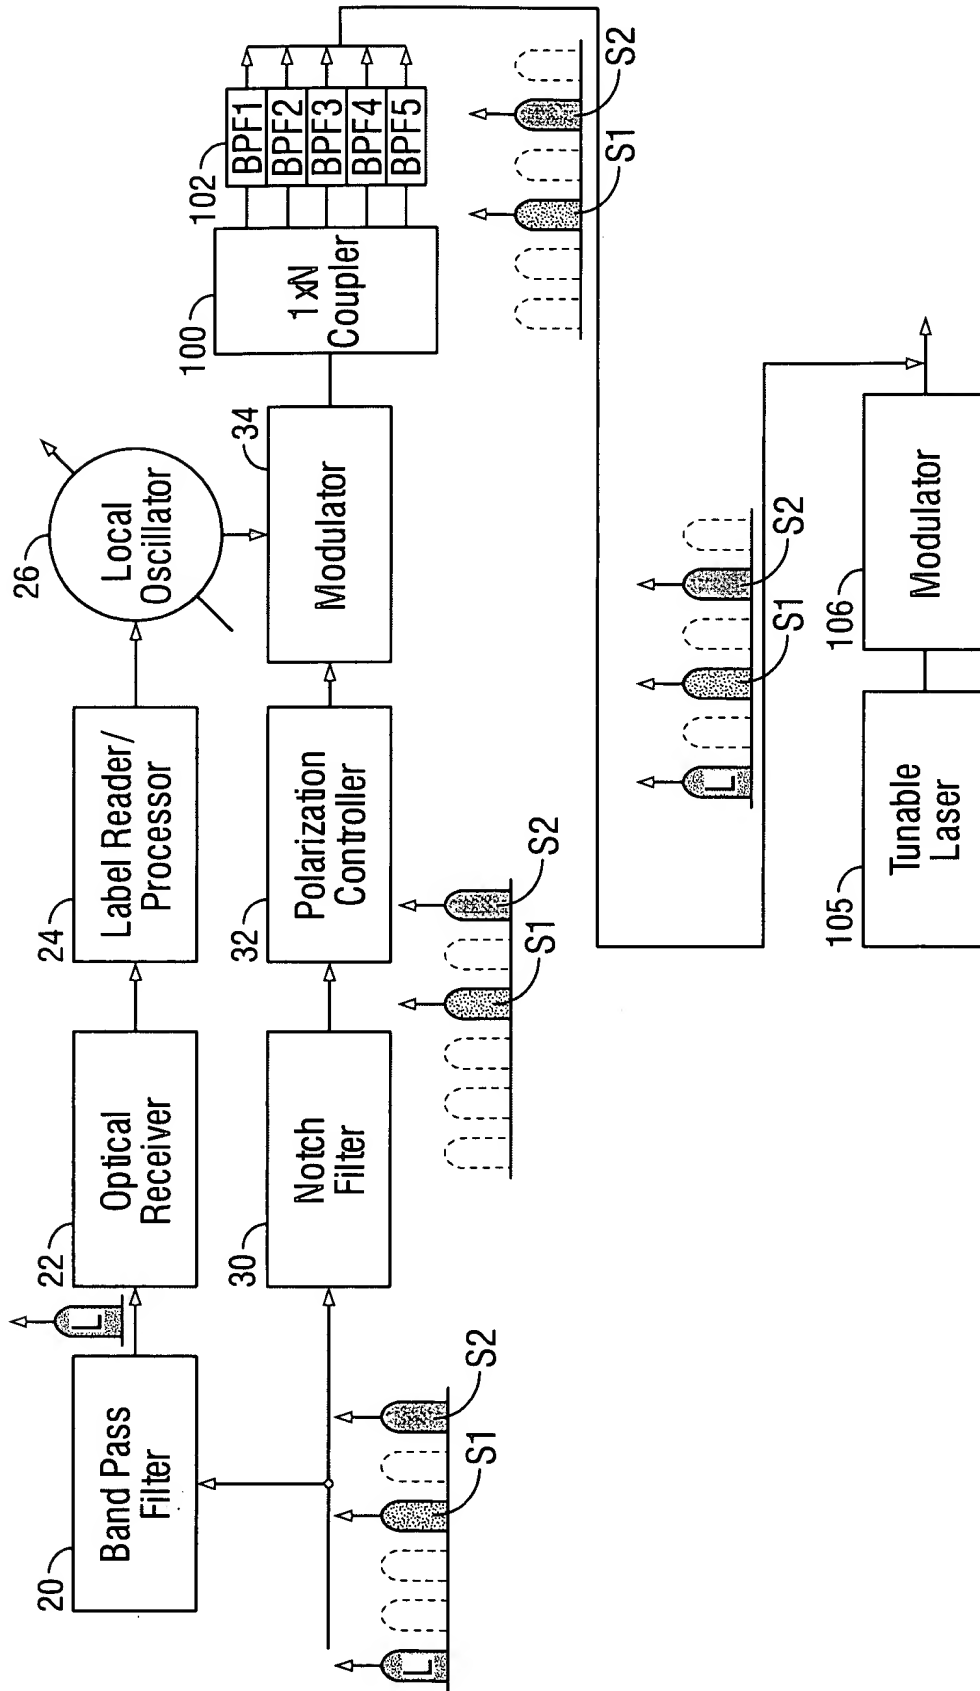 20
Band Pass
Filter
L
22
Optical
Receiver
24
Label Reader/
Processor
26
Local
Oscillator
30
Notch
Filter
32
Polarization
Controller
34
Modulator
100
1xN
Coupler
102
BPF1
BPF2
BPF3
BPF4
BPF5
L
S1
S2
S1
S2
S1
S2
L
S1
S2
105
Tunable
Laser
106
Modulator